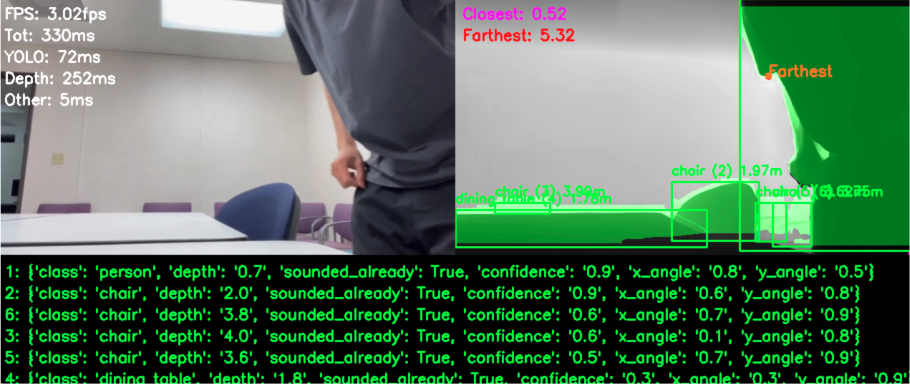 FPS: 3.02fps
Tot: 330ms
YOLO: 72ms
Depth: 252ms
Other: 5ms
Closest: 0.52
Farthest: 5.32
Farthest
chair (2) 1.97m
chair (3) 3.99m
dining table (4) 1.78m
1: {'class': 'person', 'depth': '0.7', 'sounded_already': True, 'confidence': '0.9', 'x_angle': '0.8', 'y_angle': '0.5'}
2: {'class': 'chair', 'depth': '2.0', 'sounded_already': True, 'confidence': '0.9', 'x_angle': '0.6', 'y_angle': '0.8'}
6: {'class': 'chair', 'depth': '3.8', 'sounded_already': True, 'confidence': '0.6', 'x_angle': '0.7', 'y_angle': '0.9'}
3: {'class': 'chair', 'depth': '4.0', 'sounded_already': True, 'confidence': '0.6', 'x_angle': '0.1', 'y_angle': '0.8'}
5: {'class': 'chair', 'depth': '3.6', 'sounded_already': True, 'confidence': '0.5', 'x_angle': '0.7', 'y_angle': '0.9'}
4: {'class': 'dining table', 'depth': '1.8', 'sounded_already': True, 'confidence': '0.3', 'x_angle': '0.3', 'y_angle': '0.9'